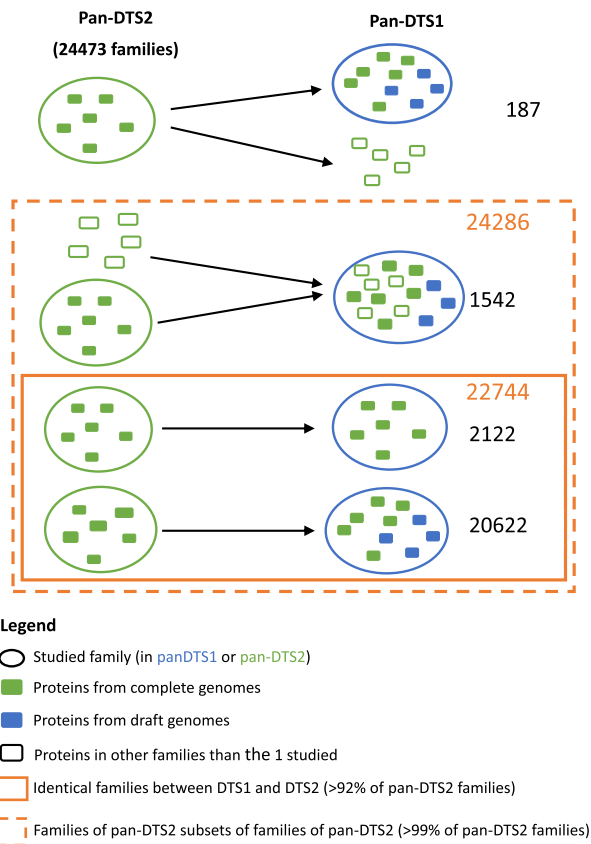 Pan-DTS2
(24473 families)
Pan-DTS1
187
24286
1542
22744
2122
20622
Legend
Studied family (in panDTS1 or pan-DTS2)
Proteins from complete genomes
Proteins from draft genomes
Proteins in other families than the 1 studied
Identical families between DTS1 and DTS2 (>92% of pan-DTS2 families)
Families of pan-DTS2 subsets of families of pan-DTS2 (>99% of pan-DTS2 families)